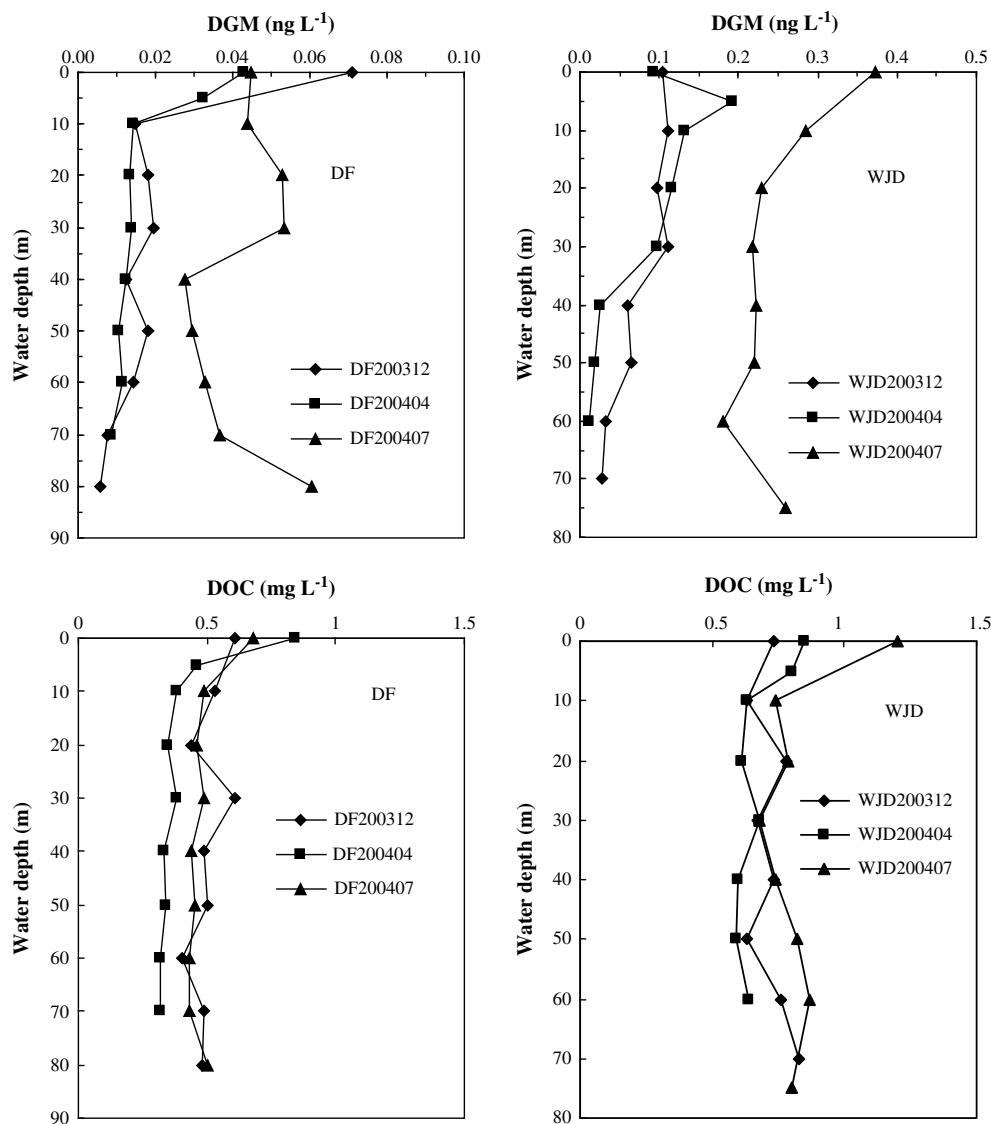 DGM (ng L⁻¹)
0.00 0.02 0.04 0.06 0.08 0.10
0
10
20
30
40
50
60
70
80
90
Water depth (m)
DF
DF200312
DF200404
DF200407
DGM (ng L⁻¹)
0 0.1 0.2 0.3 0.4 0.5
0
10
20
30
40
50
60
70
80
Water depth (m)
WJD
WJD200312
WJD200404
WJD200407
DOC (mg L⁻¹)
0 0.5 1 1.5
0
10
20
30
40
50
60
70
80
90
Water depth (m)
DF
DF200312
DF200404
DF200407
DOC (mg L⁻¹)
0.5 1 1.5
0
10
20
30
40
50
60
70
80
Water depth (m)
WJD
WJD200312
WJD200404
WJD200407